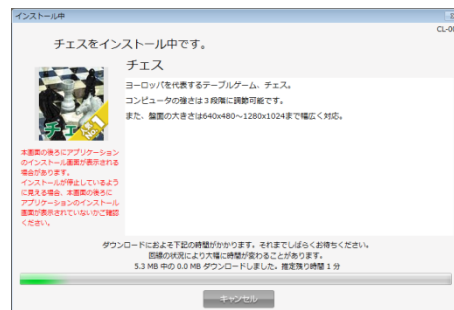 インストール中
CL-00
チェスをインストール中です。
チェス
ヨーロッパを代表するテーブルゲーム、チェス。
コンピュータの強さは3段階に調節可能です。
また、盤面の大きさは640x480～1280x1024まで幅広く対応。
チェス
No.1
本画面の後ろにアプリケーション
のインストール画面が表示される
場合があります。
インストールが停止しているよう
に見える場合、本画面の後ろに
アプリケーションのインストール
画面が表示されていないかご確認
ください。
ダウンロードにおよそ下記の時間がかかります。それまでしばらくお待ちください。
回線の状況により大幅に時間が変わることがあります。
5.3 MB 中の 0.0 MB ダウンロードしました。推定残り時間 1 分
キャンセル